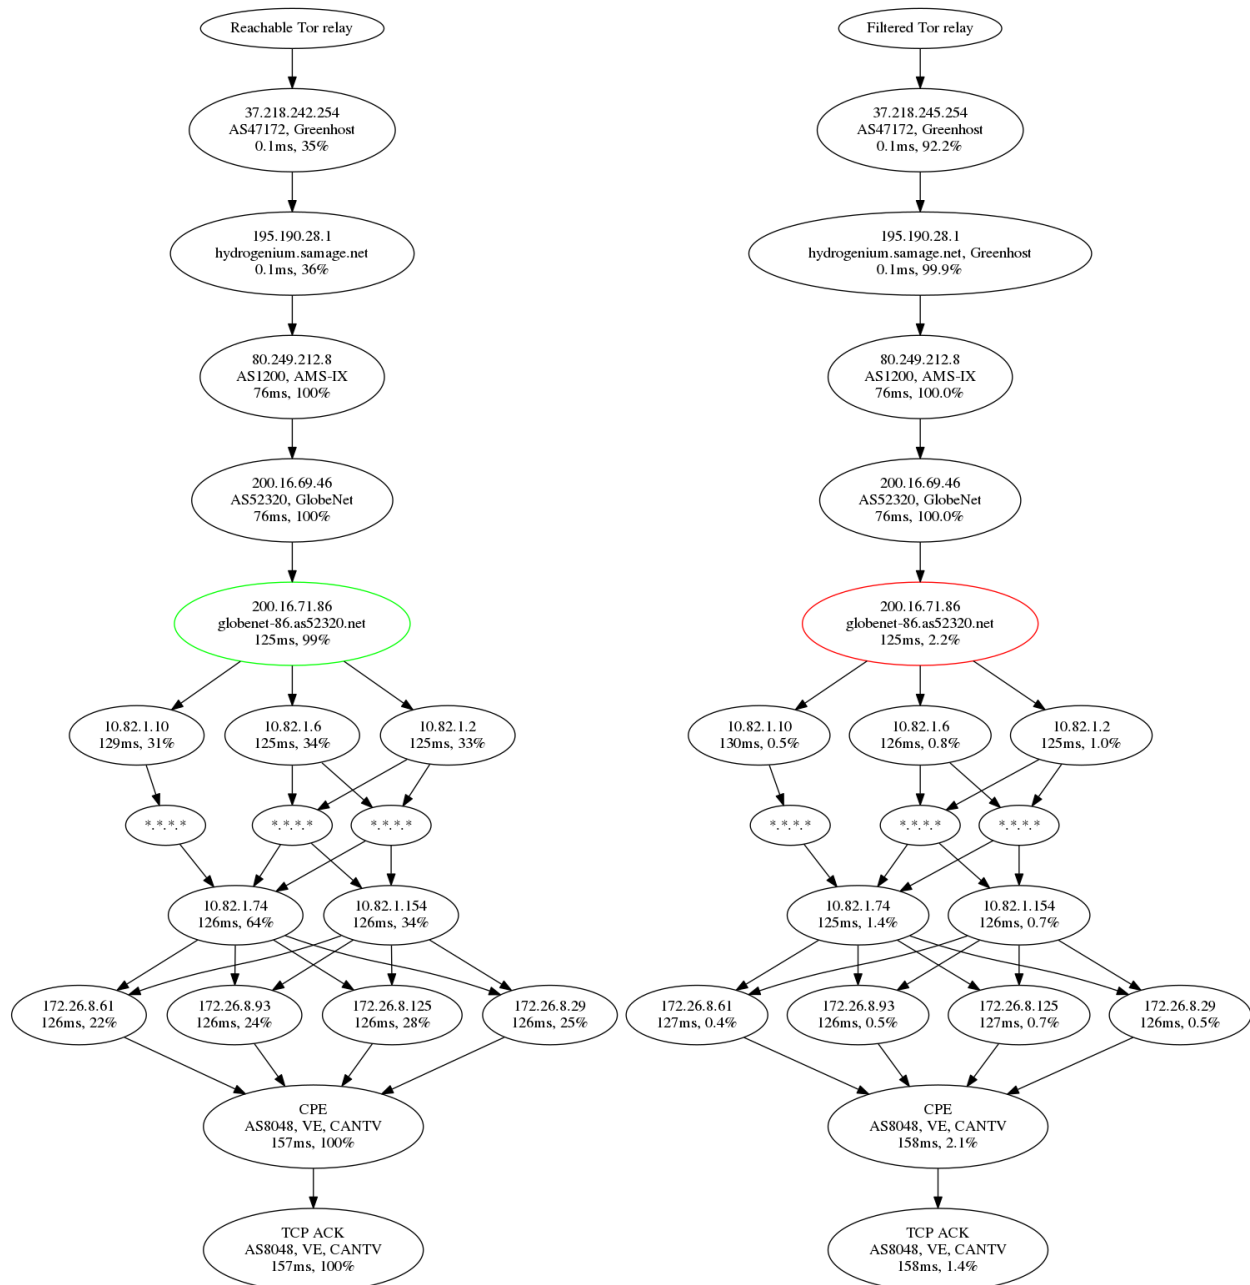 Reachable Tor relay
37.218.242.254
AS47172, Greenhost
0.1ms, 35%
195.190.28.1
hydrogenium.samage.net
0.1ms, 36%
80.249.212.8
AS1200, AMS-IX
76ms, 100%
200.16.69.46
AS52320, GlobeNet
76ms, 100%
200.16.71.86
globenet-86.as52320.net
125ms, 99%
10.82.1.10
129ms, 31%
10.82.1.6
125ms, 34%
10.82.1.2
125ms, 33%
*.*.*.*
*.*.*.*
*.*.*.*
10.82.1.74
126ms, 64%
10.82.1.154
126ms, 34%
172.26.8.61
126ms, 22%
172.26.8.93
126ms, 24%
172.26.8.125
126ms, 28%
172.26.8.29
126ms, 25%
CPE
AS8048, VE, CANTV
157ms, 100%
TCP ACK
AS8048, VE, CANTV
157ms, 100%
Filtered Tor relay
37.218.245.254
AS47172, Greenhost
0.1ms, 92.2%
195.190.28.1
hydrogenium.samage.net, Greenhost
0.1ms, 99.9%
80.249.212.8
AS1200, AMS-IX
76ms, 100.0%
200.16.69.46
AS52320, GlobeNet
76ms, 100.0%
200.16.71.86
globenet-86.as52320.net
125ms, 2.2%
10.82.1.10
130ms, 0.5%
10.82.1.6
126ms, 0.8%
10.82.1.2
125ms, 1.0%
*.*.*.*
*.*.*.*
*.*.*.*
10.82.1.74
125ms, 1.4%
10.82.1.154
126ms, 0.7%
172.26.8.61
127ms, 0.4%
172.26.8.93
126ms, 0.5%
172.26.8.125
127ms, 0.7%
172.26.8.29
126ms, 0.5%
CPE
AS8048, VE, CANTV
158ms, 2.1%
TCP ACK
AS8048, VE, CANTV
158ms, 1.4%